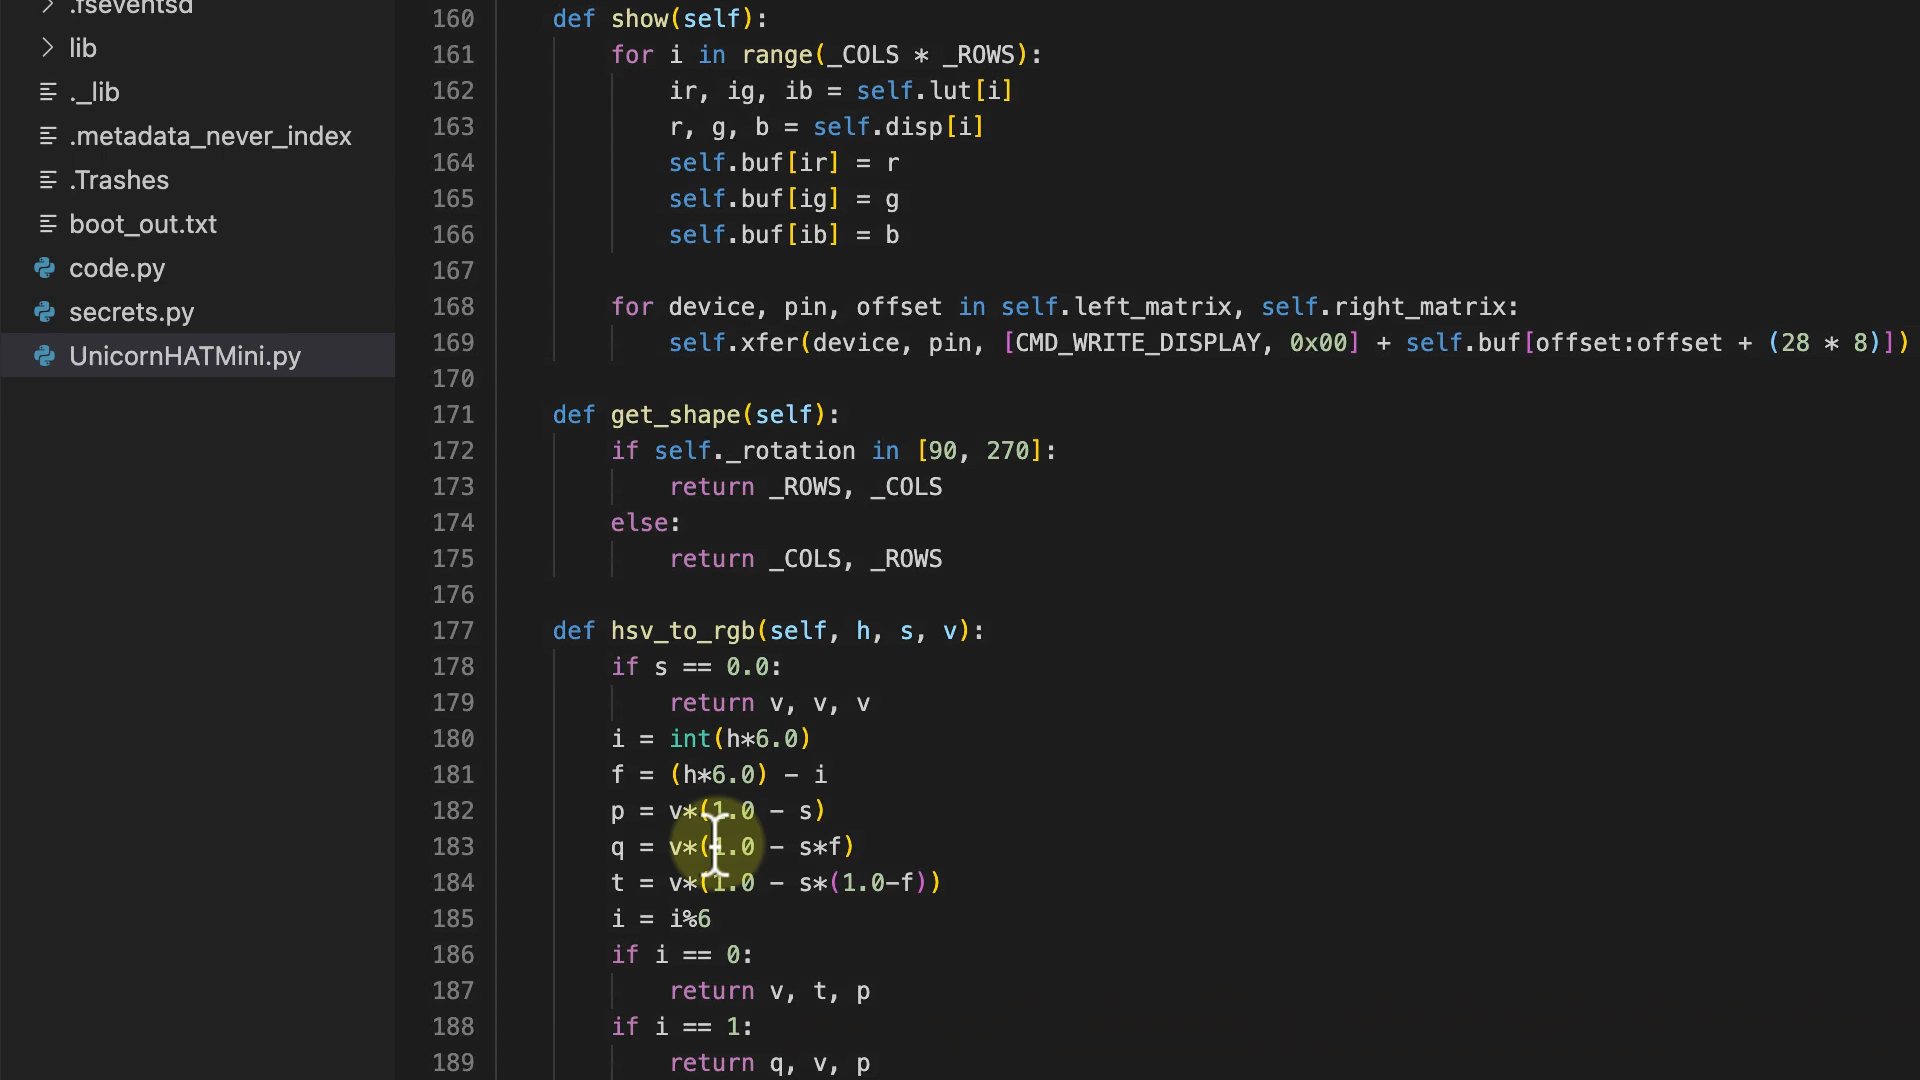 .fseventsd
lib
._lib
.metadata_never_index
.Trashes
boot_out.txt
code.py
secrets.py
UnicornHATMini.py
160 def show(self):
161 for i in range(_COLS * _ROWS):
162 ir, ig, ib = self.lut[i]
163 r, g, b = self.disp[i]
164 self.buf[ir] = r
165 self.buf[ig] = g
166 self.buf[ib] = b
167
168 for device, pin, offset in self.left_matrix, self.right_matrix:
169 self.xfer(device, pin, [CMD_WRITE_DISPLAY, 0x00] + self.buf[offset:offset + (28 * 8)])
170
171 def get_shape(self):
172 if self._rotation in [90, 270]:
173 return _ROWS, _COLS
174 else:
175 return _COLS, _ROWS
176
177 def hsv_to_rgb(self, h, s, v):
178 if s == 0.0:
179 return v, v, v
180 i = int(h*6.0)
181 f = (h*6.0) - i
182 p = v*(1.0 - s)
183 q = v*(1.0 - s*f)
184 t = v*(1.0 - s*(1.0-f))
185 i = i%6
186 if i == 0:
187 return v, t, p
188 if i == 1:
189 return q, v, p